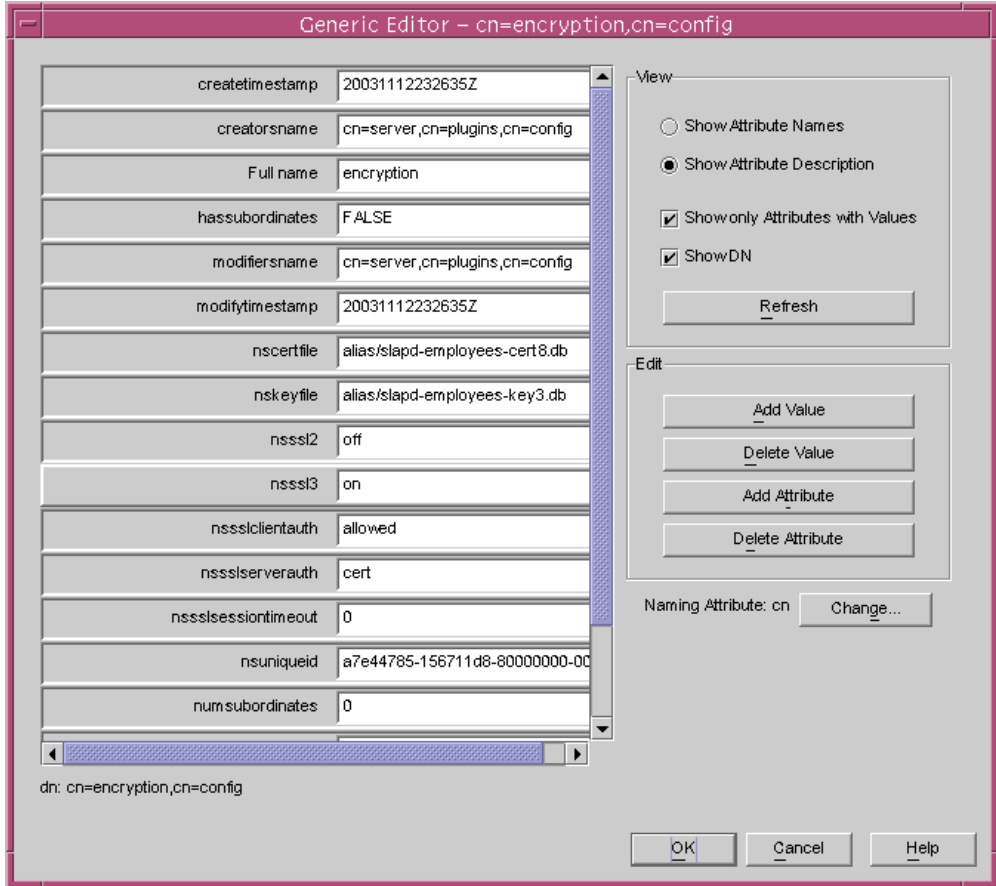 Generic Editor – cn=encryption,cn=config
createtimestamp 20031112232635Z
creatorsname cn=server,cn=plugins,cn=config
Full name encryption
hassubordinates FALSE
modifiersname cn=server,cn=plugins,cn=config
modifytimestamp 20031112232635Z
nscertfile alias/slapd-employees-cert8.db
nskeyfile alias/slapd-employees-key3.db
nsssl2 off
nsssl3 on
nssslclientauth allowed
nssslserverauth cert
nssslsessiontimeout 0
nsuniqueid a7e44785-156711d8-80000000-00
numsubordinates 0
dn: cn=encryption,cn=config
View
Show Attribute Names
Show Attribute Description
Show only Attributes with Values
Show DN
Refresh
Edit
Add Value
Delete Value
Add Attribute
Delete Attribute
Naming Attribute: cn Change...
OK Cancel Help